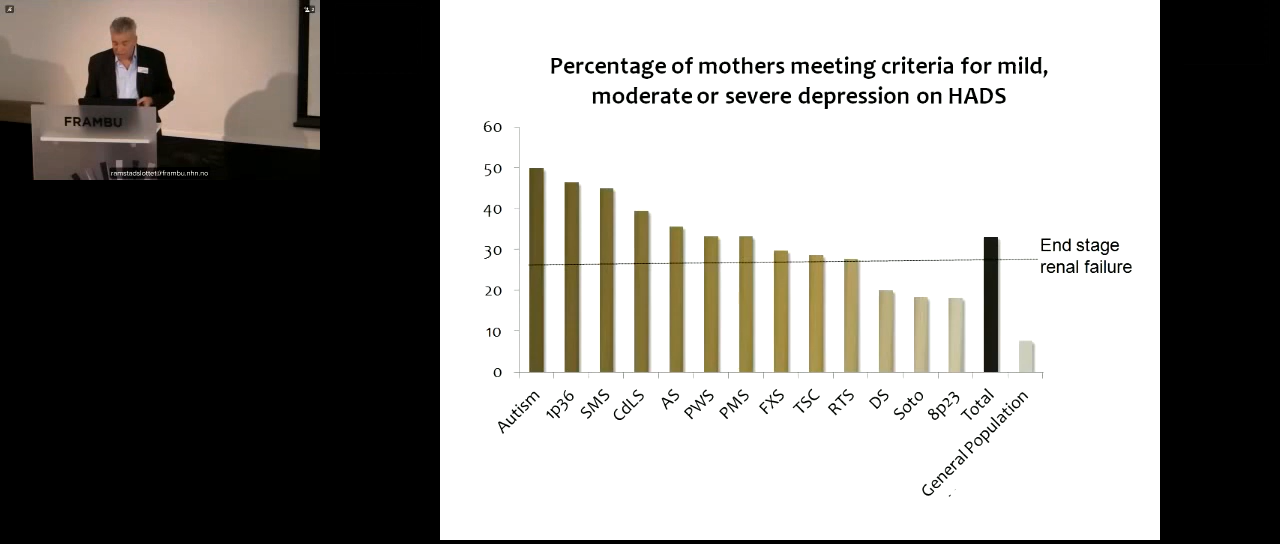 FRAMBU
ramstadslottet@frambu.nhn.no
Percentage of mothers meeting criteria for mild,
moderate or severe depression on HADS
60
50
40
30
20
10
0
End stage
renal failure
Autism
1p36
SMS
CdLS
AS
PWS
PMS
FXS
TSC
RTS
DS
Soto
8p23
Total
General Population